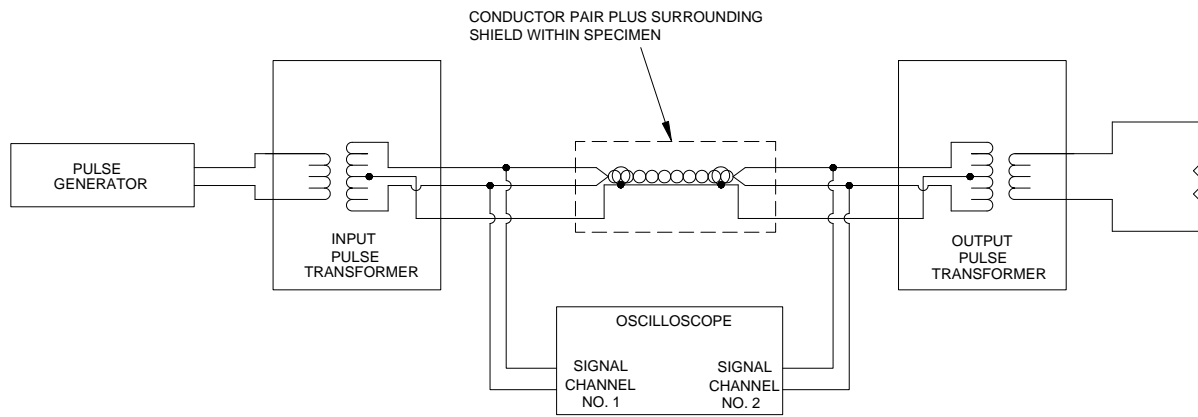 CONDUCTOR PAIR PLUS SURROUNDING
SHIELD WITHIN SPECIMEN
PULSE
GENERATOR
INPUT
PULSE
TRANSFORMER
OUTPUT
PULSE
TRANSFORMER
OSCILLOSCOPE
SIGNAL
CHANNEL
NO. 1
SIGNAL
CHANNEL
NO. 2